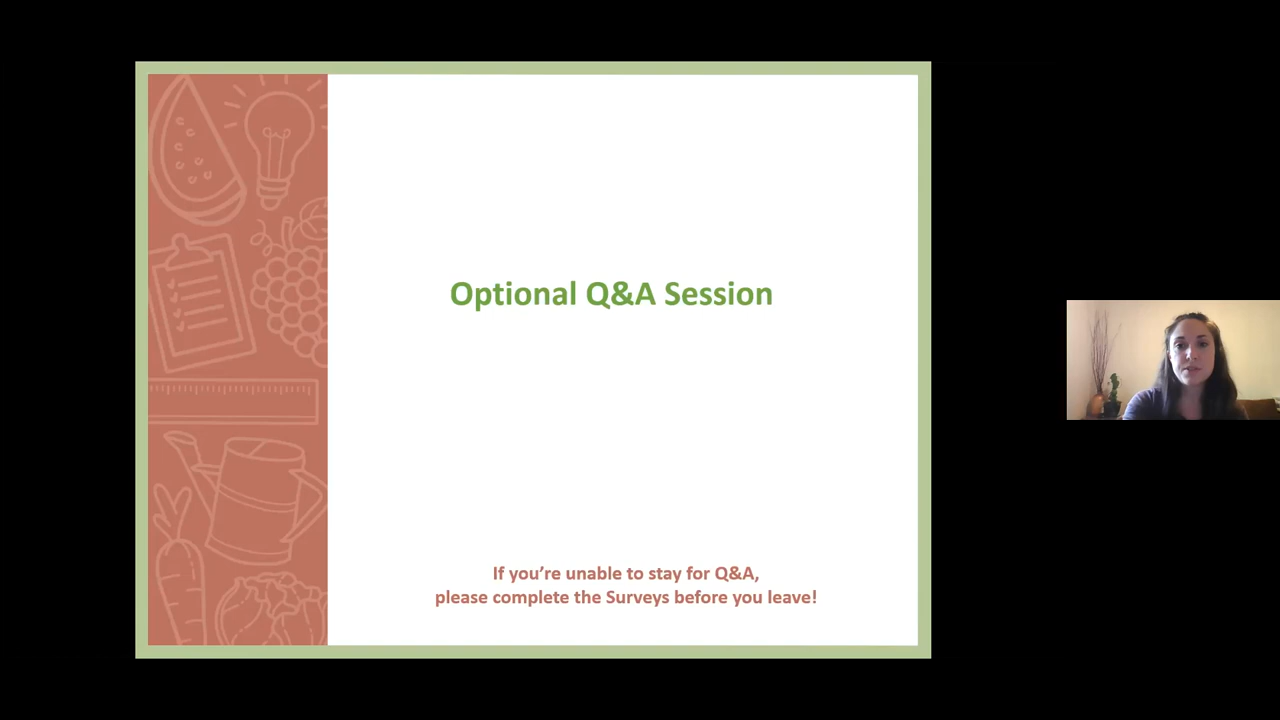 Optional Q&A Session
If you’re unable to stay for Q&A,
please complete the Surveys before you leave!